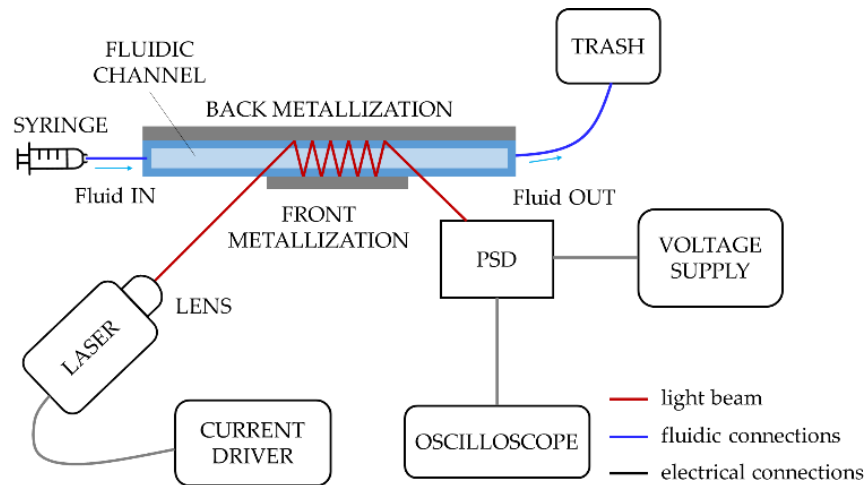 TRASH
FLUIDIC
CHANNEL
BACK METALLIZATION
SYRINGE
Fluid IN
Fluid OUT
FRONT
METALLIZATION
PSD
VOLTAGE
SUPPLY
LENS
LASER
CURRENT
DRIVER
OSCILLOSCOPE
light beam
fluidic connections
electrical connections